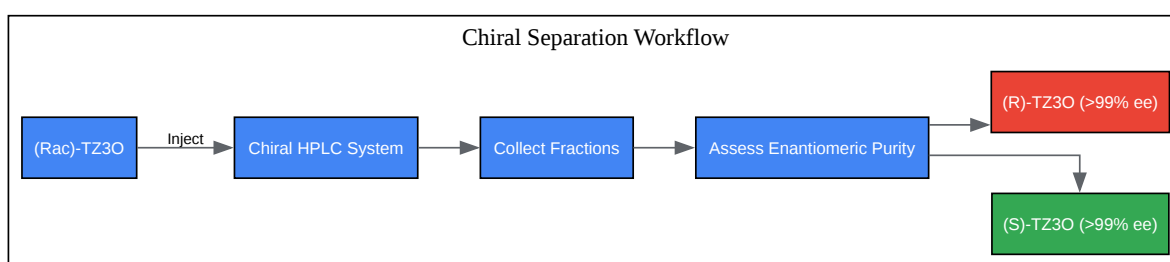 Chiral Separation Workflow
(R)-TZ3O (>99% ee)
(Rac)-TZ3O
Inject
Chiral HPLC System
Collect Fractions
Assess Enantiomeric Purity
(S)-TZ3O (>99% ee)